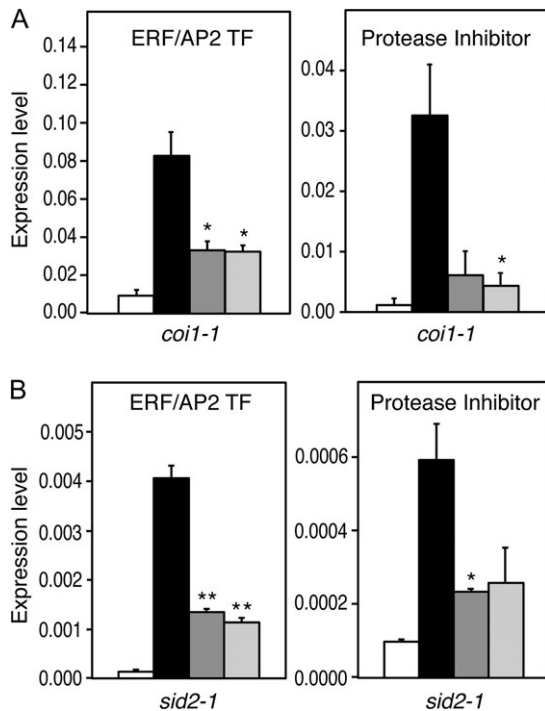 A
ERF/AP2 TF
Protease Inhibitor
Expression level
0.14
0.12
0.10
0.08
0.06
0.04
0.02
0.00
* *
0.04
0.03
0.02
0.01
0.00
*
coi1-1
coi1-1
B
ERF/AP2 TF
Protease Inhibitor
Expression level
0.005
0.004
0.003
0.002
0.001
0.000
** **
0.0006
0.0004
0.0002
0.0000
*
sid2-1
sid2-1